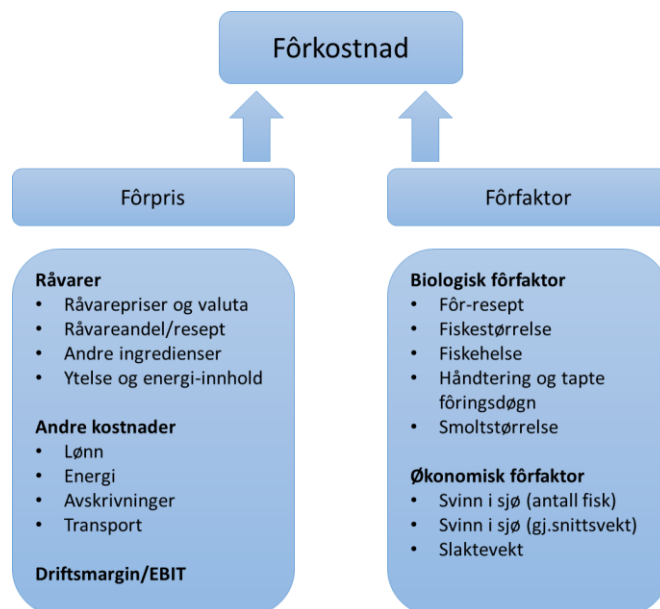 Fôrkostnad
Fôrpris
Råvarer
• Råvarepriser og valuta
• Råvareandel/resept
• Andre ingredienser
• Ytelse og energi-innhold
Andre kostnader
• Lønn
• Energi
• Avskrivninger
• Transport
Driftsmargin/EBIT
Fôrfaktor
Biologisk fôrfaktor
• Fôr-resept
• Fiskestørrelse
• Fiskehelse
• Håndtering og tapte
fôringsdøgn
• Smoltstørrelse
Økonomisk fôrfaktor
• Svinn i sjø (antall fisk)
• Svinn i sjø (gj.snittsvekt)
• Slaktevekt